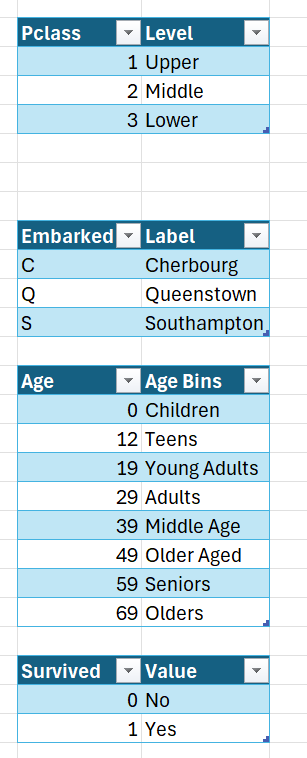 Pclass Level
1 Upper
2 Middle
3 Lower
Embarked Label
C Cherbourg
Q Queenstown
S Southampton
Age Age Bins
0 Children
12 Teens
19 Young Adults
29 Adults
39 Middle Age
49 Older Aged
59 Seniors
69 Olders
Survived Value
0 No
1 Yes